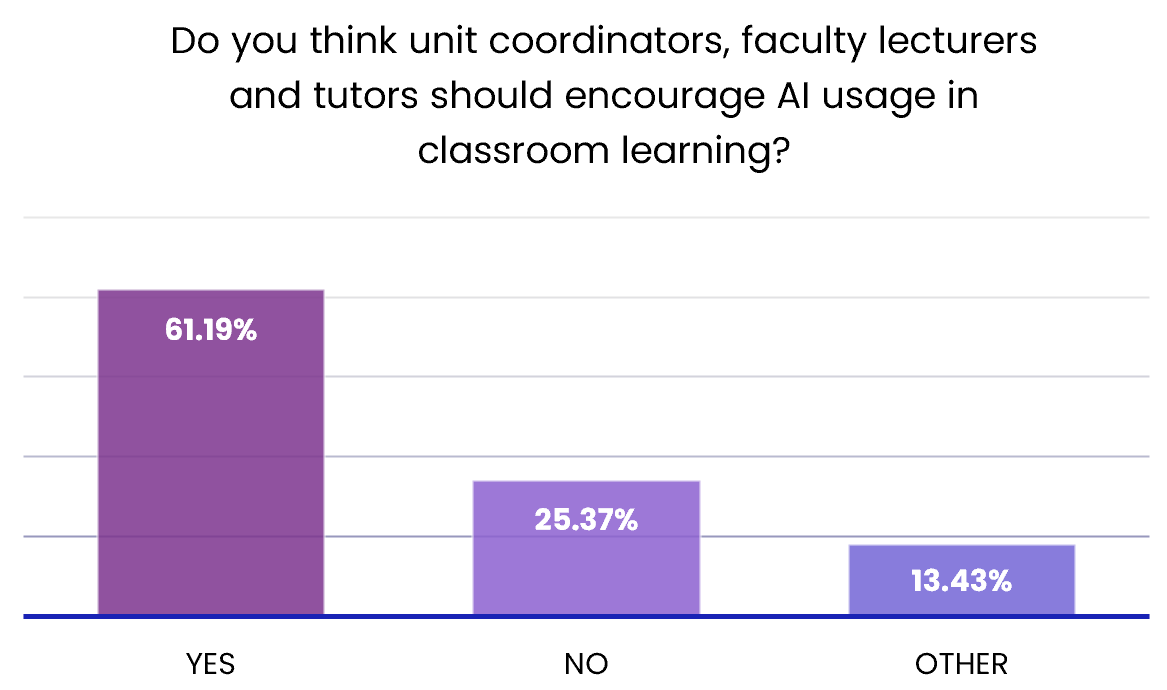 Do you think unit coordinators, faculty lecturers
and tutors should encourage AI usage in
classroom learning?
61.19%
25.37%
13.43%
YES
NO
OTHER